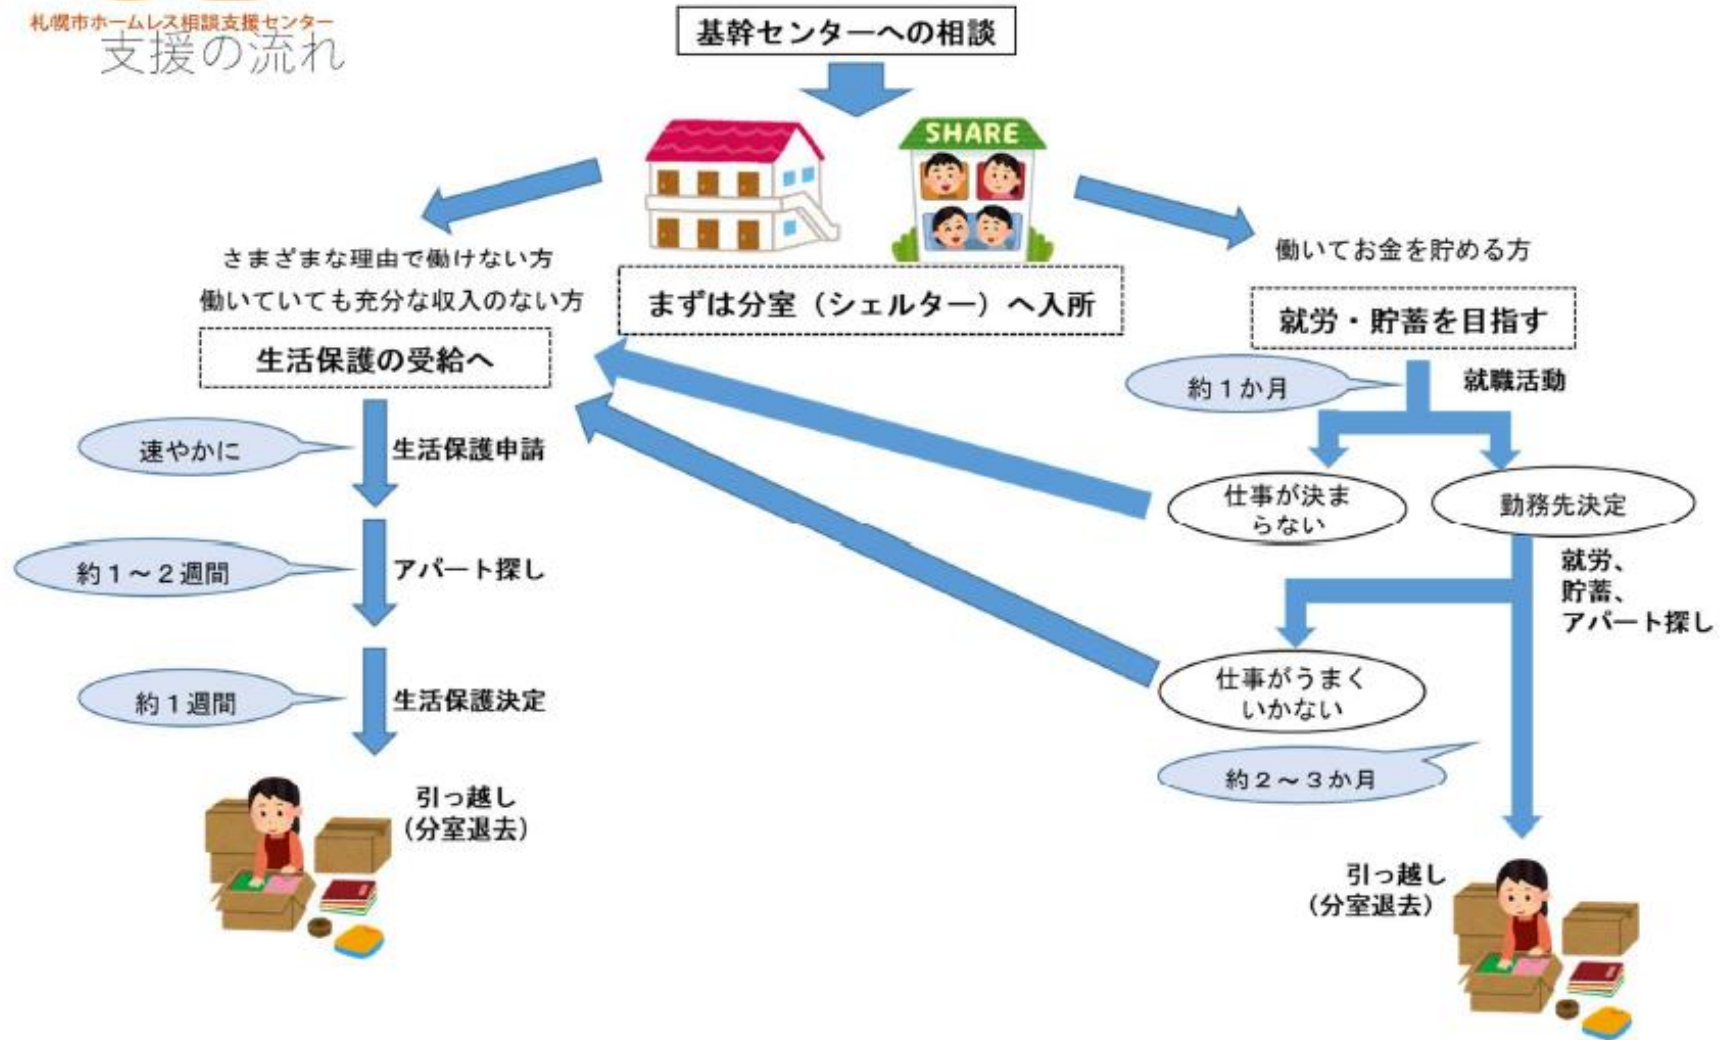 札幌市ホームレス相談支援センター
支援の流れ
基幹センターへの相談
SHARE
まずは分室（シェルター）へ入所
さまざまな理由で働けない方
働いていても充分な収入のない方
生活保護の受給へ
速やかに
生活保護申請
約１～２週間
アパート探し
約１週間
生活保護決定
引っ越し
（分室退去）
働いてお金を貯める方
就労・貯蓄を目指す
約１か月
就職活動
仕事が決ま
らない
勤務先決定
就労、
貯蓄、
アパート探し
仕事がうまく
いかない
約２～３か月
引っ越し
（分室退去）